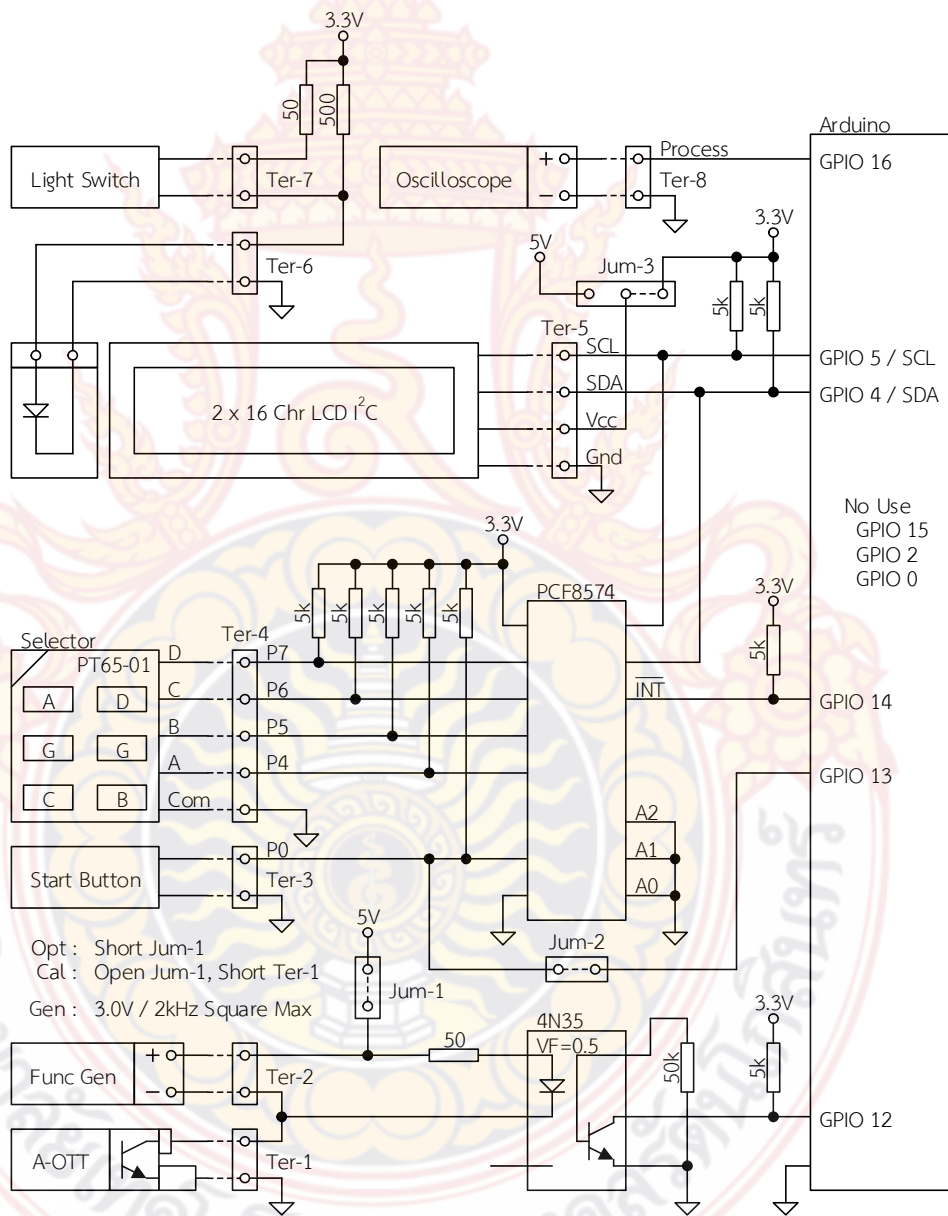 3.3V
50
500
Light Switch
Ter-7
Oscilloscope
+
−
Process
Ter-8
Arduino
GPIO 16
Ter-6
5V
Jum-3
3.3V
5k
5k
Ter-5
SCL
SDA
Vcc
Gnd
GPIO 5 / SCL
GPIO 4 / SDA
2 x 16 Chr LCD I²C
No Use
GPIO 15
GPIO 2
GPIO 0
3.3V
5k
5k
5k
5k
5k
PCF8574
3.3V
5k
INT
GPIO 14
GPIO 13
Selector
PT65-01
A
D
G
G
C
B
D
C
B
A
Com
Ter-4
P7
P6
P5
P4
A2
A1
A0
Start Button
P0
Ter-3
Opt : Short Jum-1
Cal : Open Jum-1, Short Ter-1
Gen : 3.0V / 2kHz Square Max
5V
Jum-1
Jum-2
Func Gen
+
−
Ter-2
50
4N35
VF=0.5
50k
3.3V
5k
GPIO 12
A-OTT
Ter-1